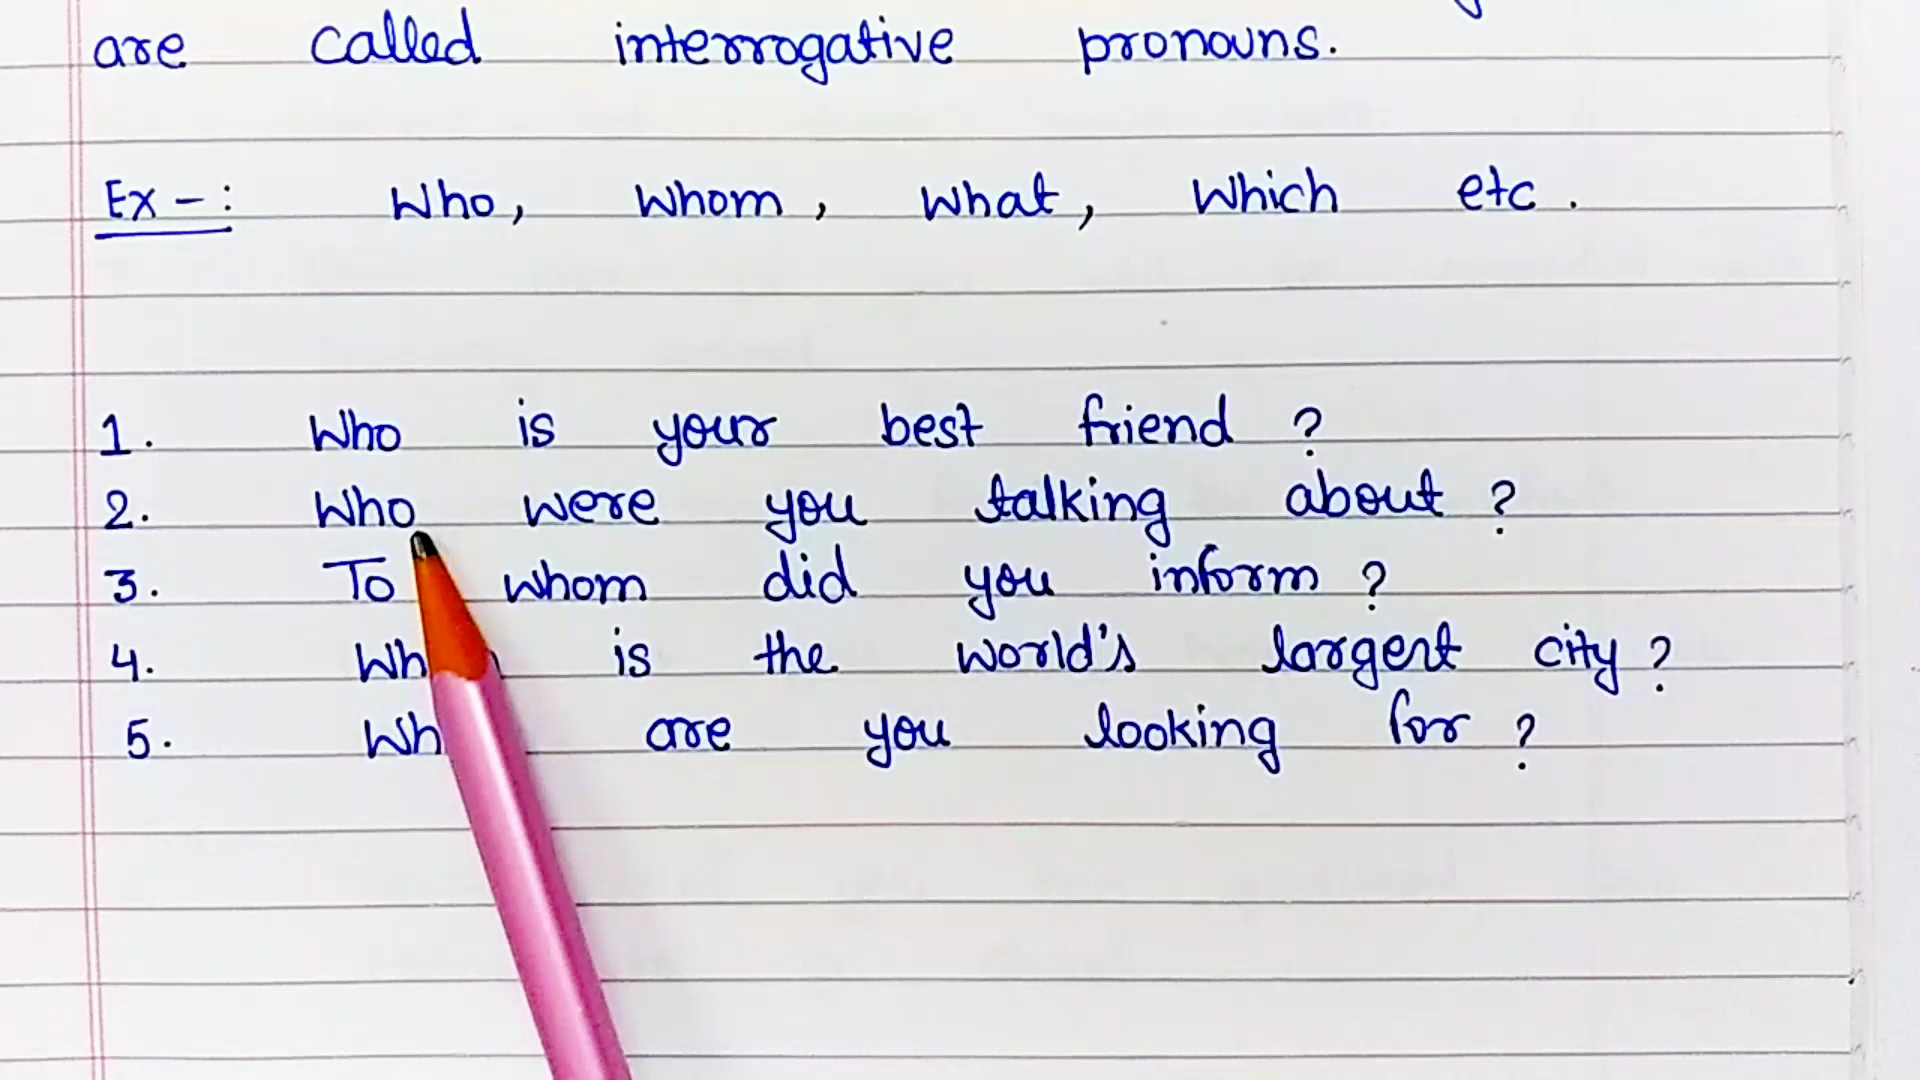 are called interrogative pronouns.
Ex-: Who, Whom, What, Which etc.
1. Who is your best friend?
2. Who were you talking about?
3. To whom did you inform?
4. is the world's largest city?
5. are you looking for?